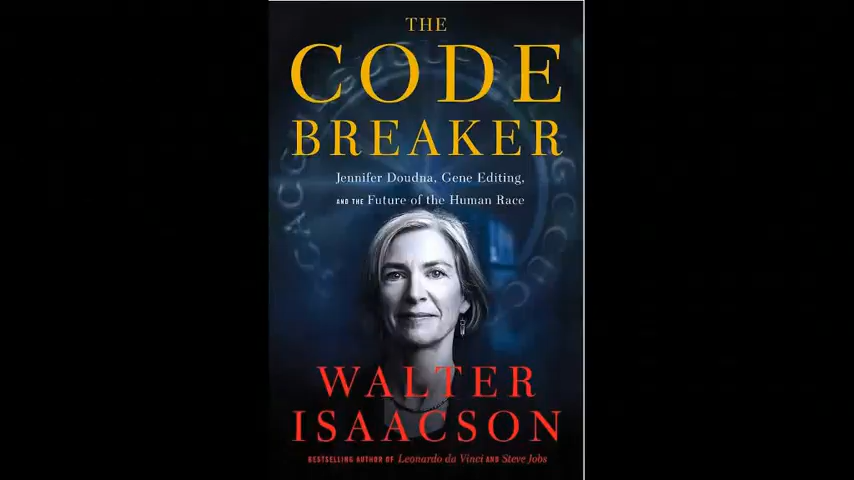 THE
CODE
BREAKER
Jennifer Doudna, Gene Editing,
AND THE Future of the Human Race
WALTER
ISAACSON
BESTSELLING AUTHOR OF Leonardo da Vinci AND Steve Jobs